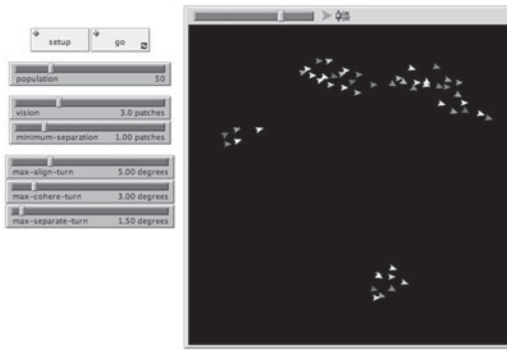 setup
go
population 50
vision 3.0 patches
minimum-separation 1.00 patches
max-align-turn 5.00 degrees
max-cohere-turn 3.00 degrees
max-separate-turn 1.50 degrees